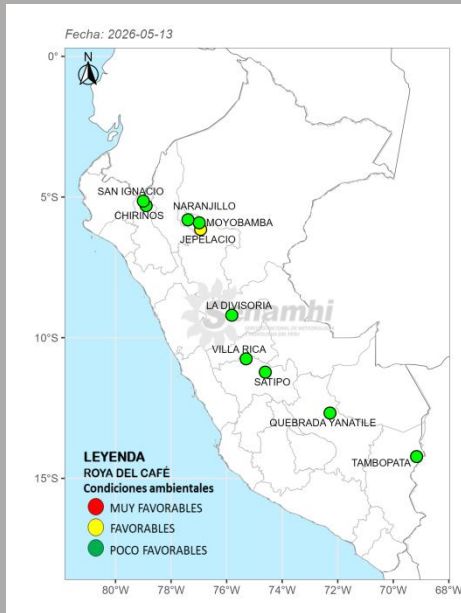 Fecha: 2026-05-13
N
0°
5°S
10°S
15°S
SAN IGNACIO
CHIRINOS
NARANJILLO
MOYOBAMBA
JEPELACIO
LA DIVISORIA
Senamhi
VILLA RICA
SATIPO
QUEBRADA YANATILE
TAMBOPATA
LEYENDA
ROYA DEL CAFÉ
Condiciones ambientales
MUY FAVORABLES
FAVORABLES
POCO FAVORABLES
80°W 78°W 76°W 74°W 72°W 70°W 68°W